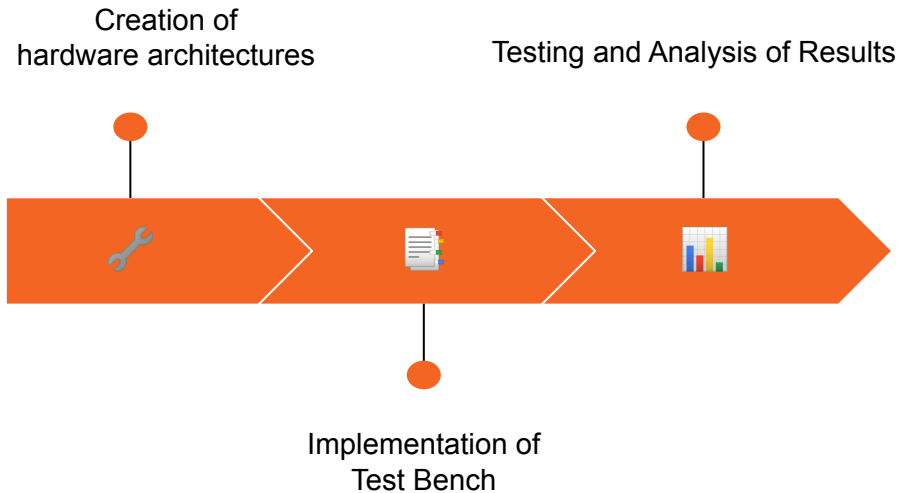 Creation of
hardware architectures
Testing and Analysis of Results
Implementation of
Test Bench